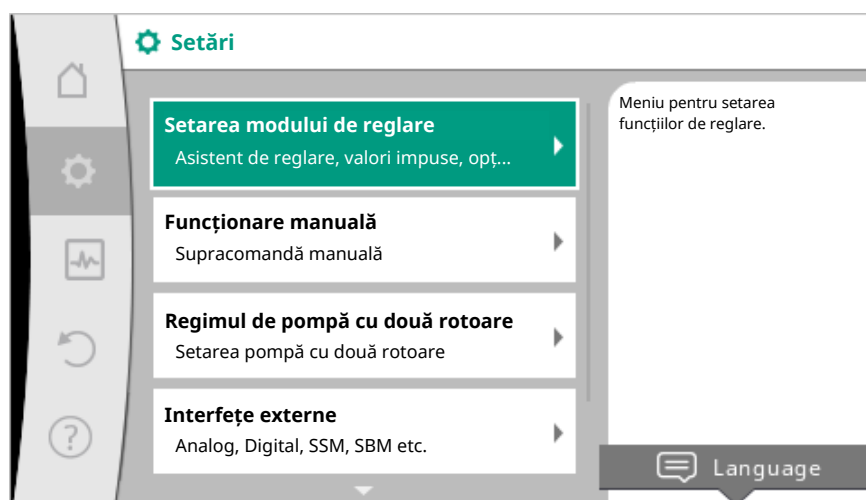 Setări
Setarea modului de reglare
Asistent de reglare, valori impuse, opț...
Funcționare manuală
Supracomandă manuală
Regimul de pompă cu două rotoare
Setarea pompă cu două rotoare
Interfețe externe
Analog, Digital, SSM, SBM etc.
Meniu pentru setarea
funcțiilor de reglare.
?
Language